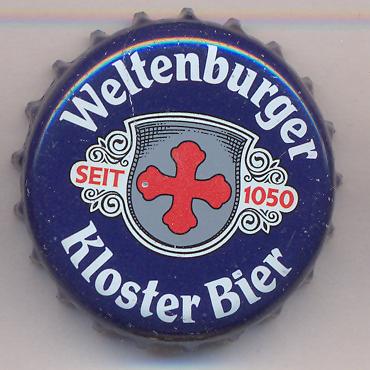 Weltenburger
SEIT 1050
Kloster Bier